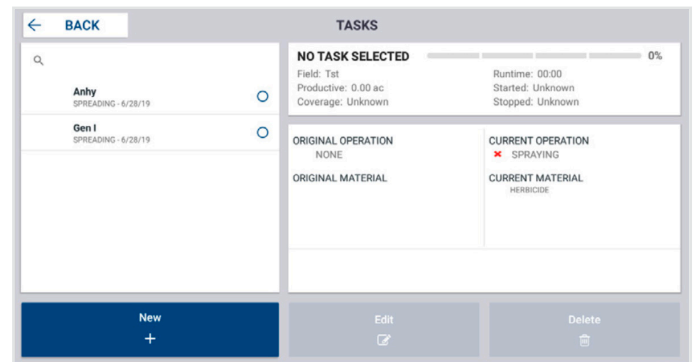 BACK
TASKS
Anhy
SPREADING - 6/28/19
Gen I
SPREADING - 6/28/19
NO TASK SELECTED
0%
Field: Tst
Runtime: 00:00
Productive: 0.00 ac
Started: Unknown
Coverage: Unknown
Stopped: Unknown
ORIGINAL OPERATION
NONE
ORIGINAL MATERIAL
CURRENT OPERATION
SPRAYING
CURRENT MATERIAL
HERBICIDE
New
Edit
Delete